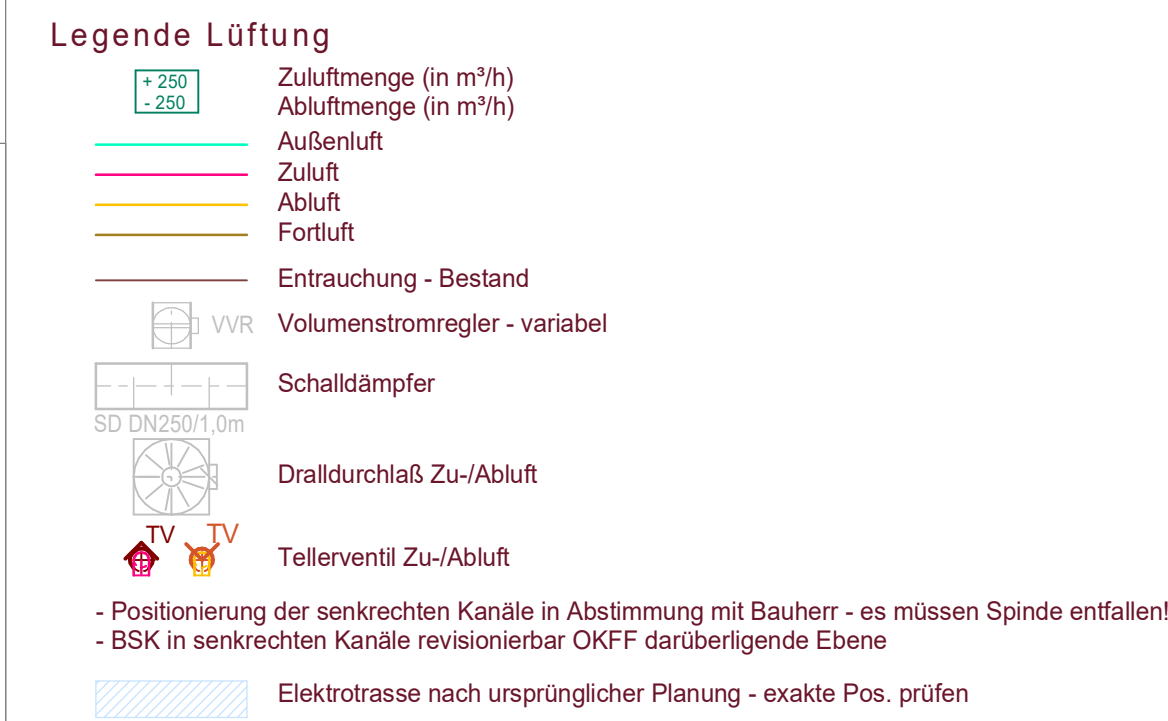 Legende Lüftung
+ 250
- 250
Zuluftmenge (in m³/h)
Abluftmenge (in m³/h)
Außenluft
Zuluft
Abluft
Fortluft
Entrauchung - Bestand
VVR
Volumenstromregler - variabel
Schalldämpfer
SD DN250/1,0m
Dralldurchlaß Zu-/Abluft
TV TV
Tellerventil Zu-/Abluft
- Positionierung der senkrechten Kanäle in Abstimmung mit Bauherr - es müssen Spinde entfallen!
- BSK in senkrechten Kanäle revisionierbar OKFF darüberligende Ebene
Elektrotrasse nach ursprünglicher Planung - exakte Pos. prüfen